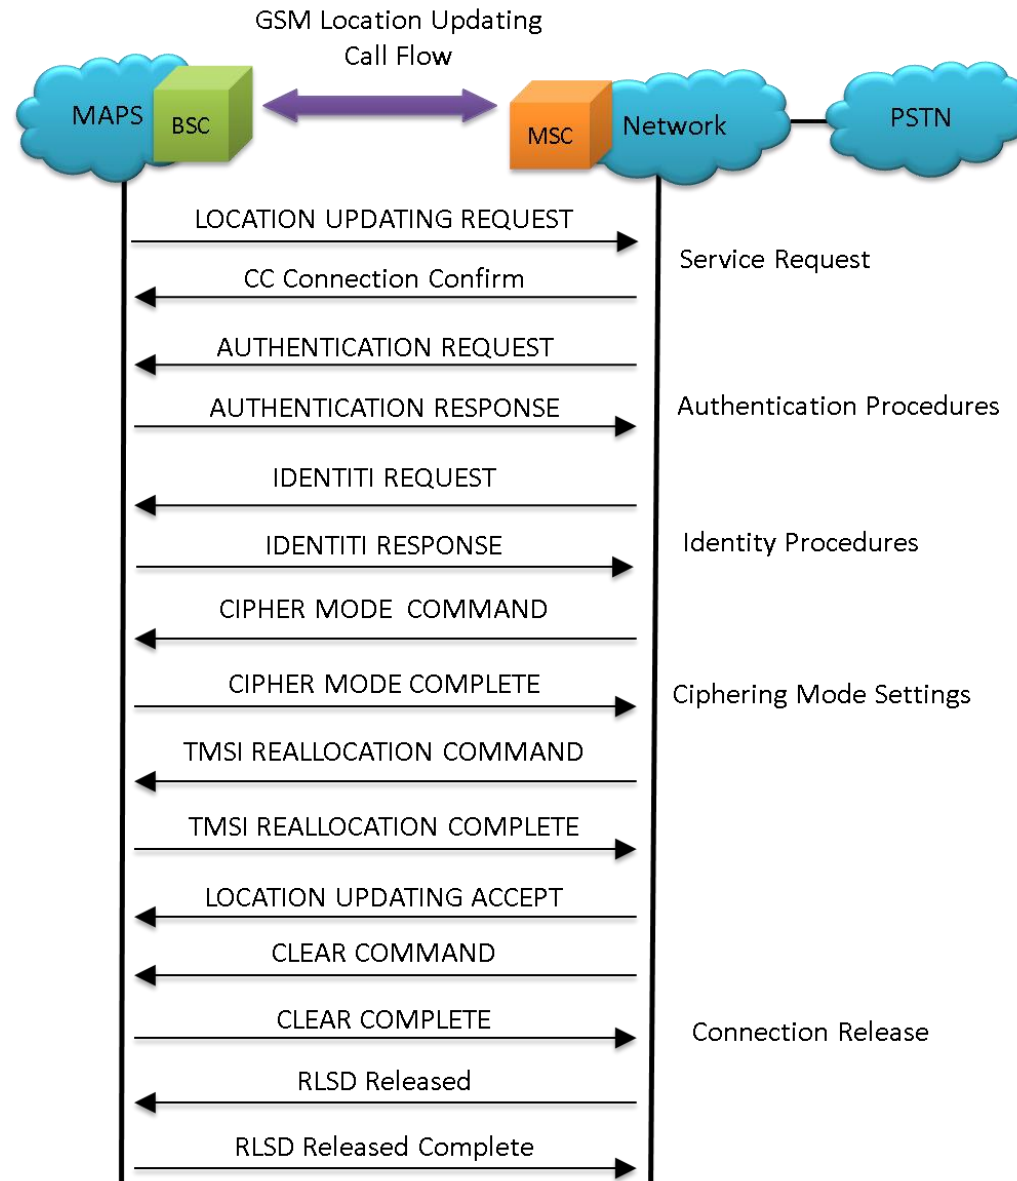 GSM Location Updating
Call Flow
MAPS
BSC
MSC
Network
PSTN
LOCATION UPDATING REQUEST
Service Request
CC Connection Confirm
AUTHENTICATION REQUEST
AUTHENTICATION RESPONSE
Authentication Procedures
IDENTITI REQUEST
IDENTITI RESPONSE
Identity Procedures
CIPHER MODE  COMMAND
CIPHER MODE COMPLETE
Ciphering Mode Settings
TMSI REALLOCATION COMMAND
TMSI REALLOCATION COMPLETE
LOCATION UPDATING ACCEPT
CLEAR COMMAND
CLEAR COMPLETE
Connection Release
RLSD Released
RLSD Released Complete